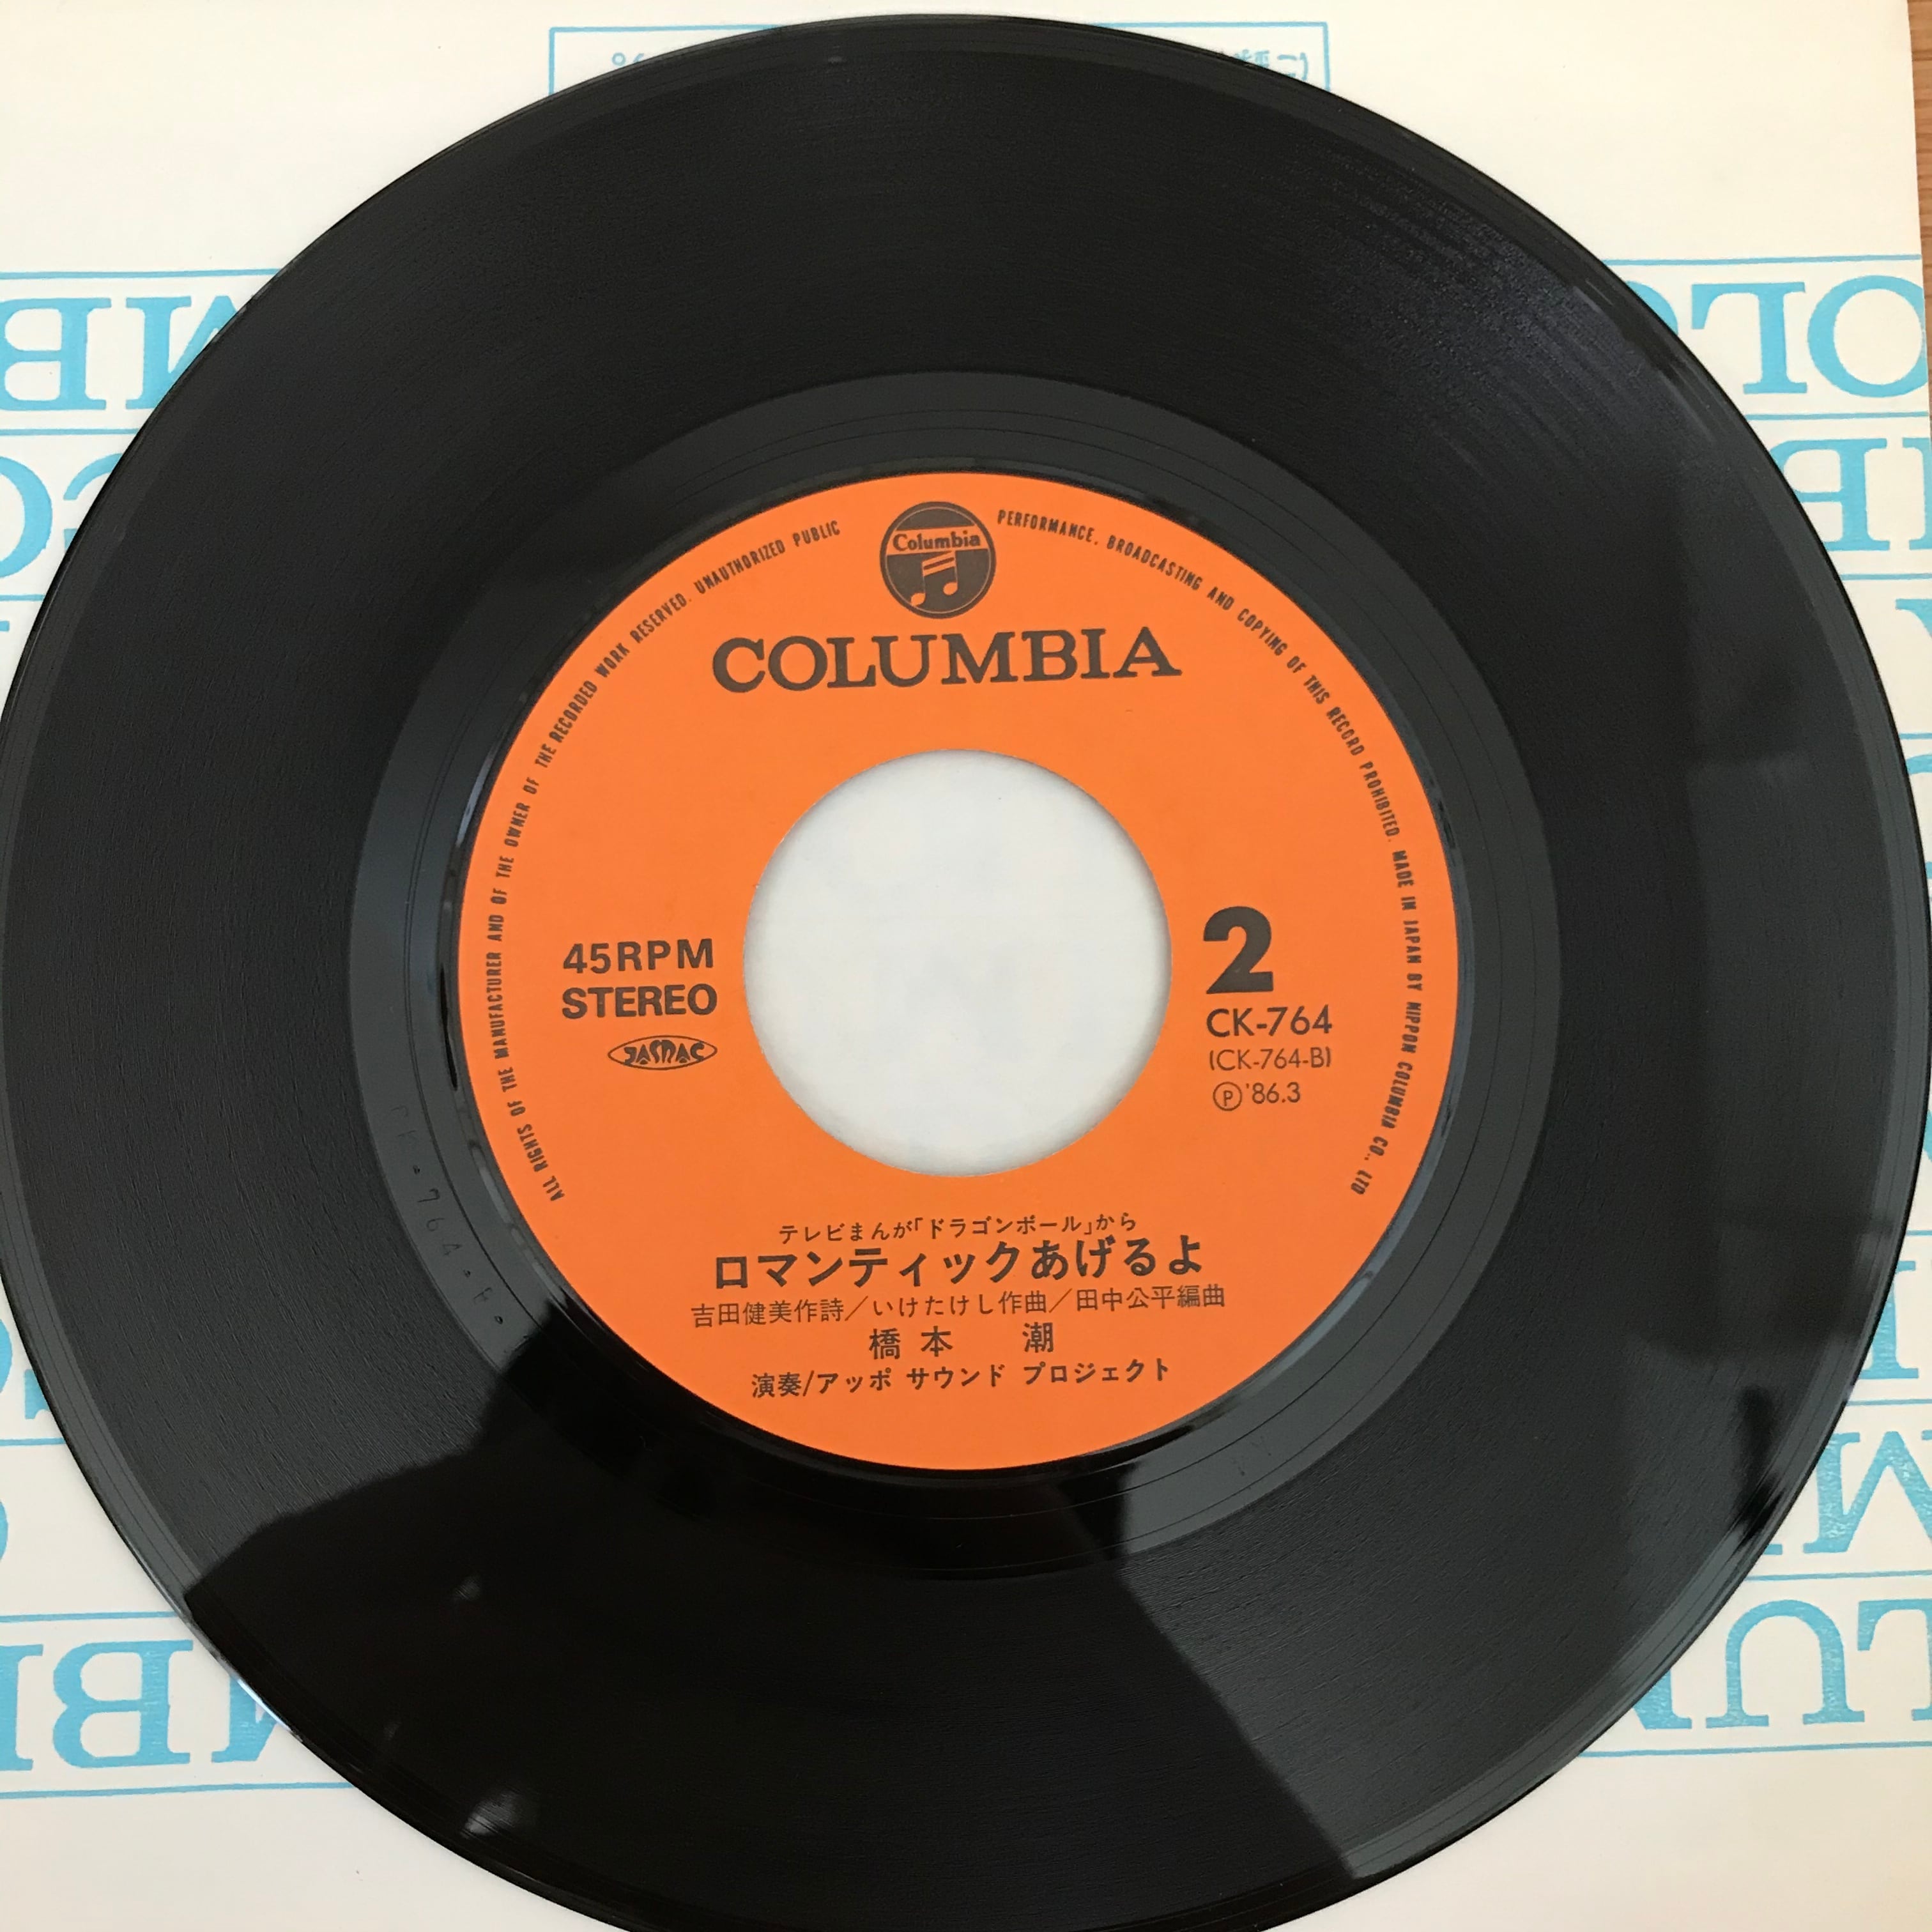 Columbia
COLUMBIA
ALL RIGHTS OF THE MANUFACTURER AND OF THE OWNER OF THE RECORDED WORK RESERVED. UNAUTHORIZED PUBLIC PERFORMANCE, BROADCASTING AND COPYING OF THIS RECORD PROHIBITED. MADE IN JAPAN BY NIPPON COLUMBIA CO., LTD
45RPM
STEREO
JASRAC
2
CK-764
(CK-764-B)
Ⓟ'86.3
テレビまんが「ドラゴンボール」から
ロマンティックあげるよ
吉田健美作詩/いけたけし作曲/田中公平編曲
橋本 潮
演奏/アッポ サウンド プロジェクト